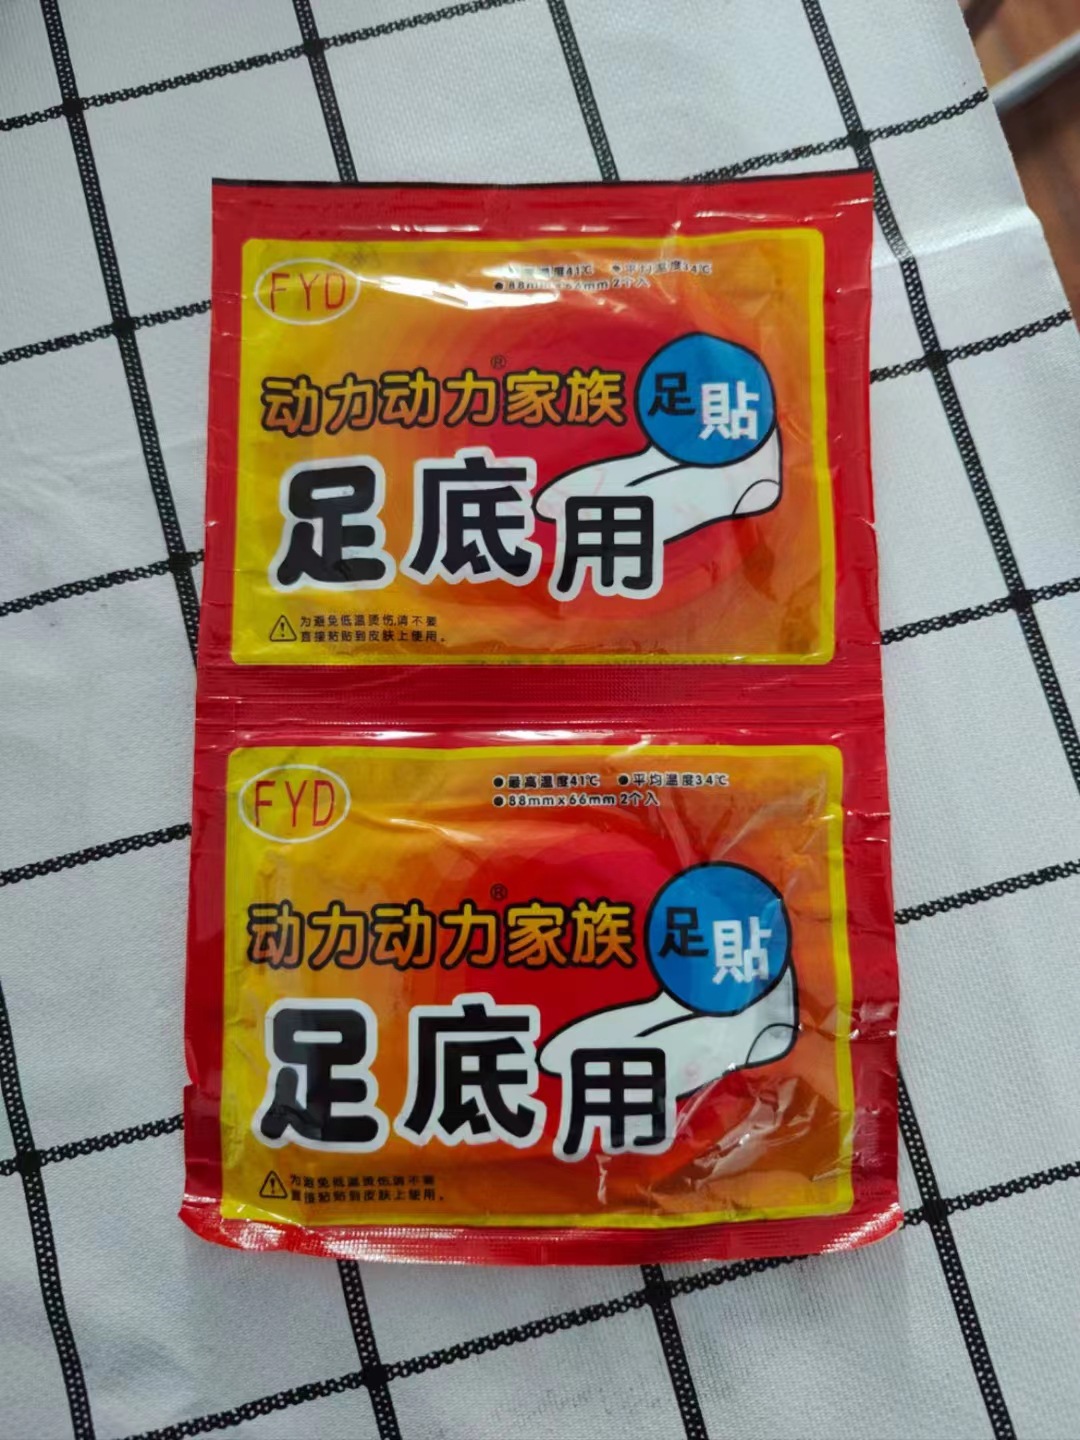 FYD
温度41℃ ●平均温度34℃
●88mm×66mm 2个入
®
动力动力家族
足貼
足底用
为避免低温烫伤,请不要
直接粘贴到皮肤上使用。
FYD
●最高温度41℃ ●平均温度34℃
●88mm×66mm 2个入
®
动力动力家族
足貼
足底用
为避免低温烫伤,请不要
直接粘贴到皮肤上使用。